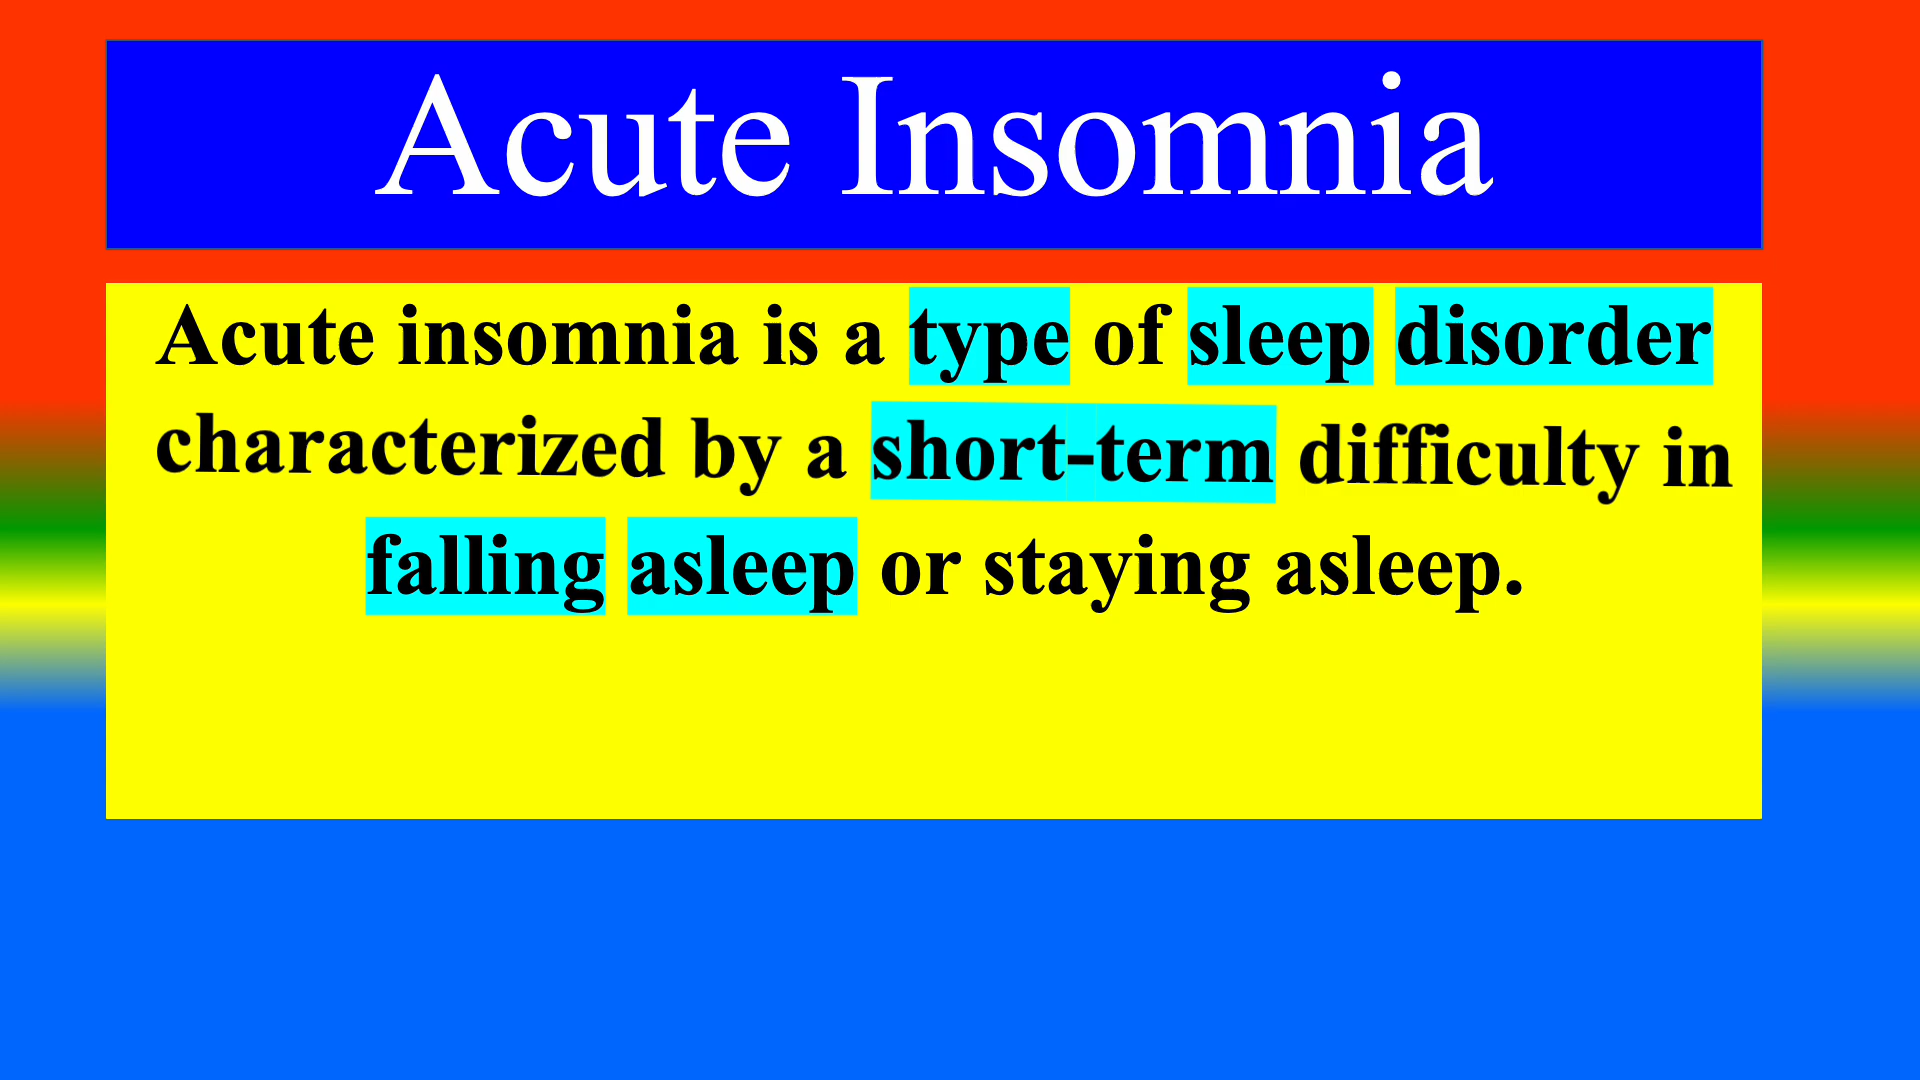 Acute Insomnia
Acute insomnia is a type of sleep disorder
characterized by a short-term difficulty in
falling asleep or staying asleep.